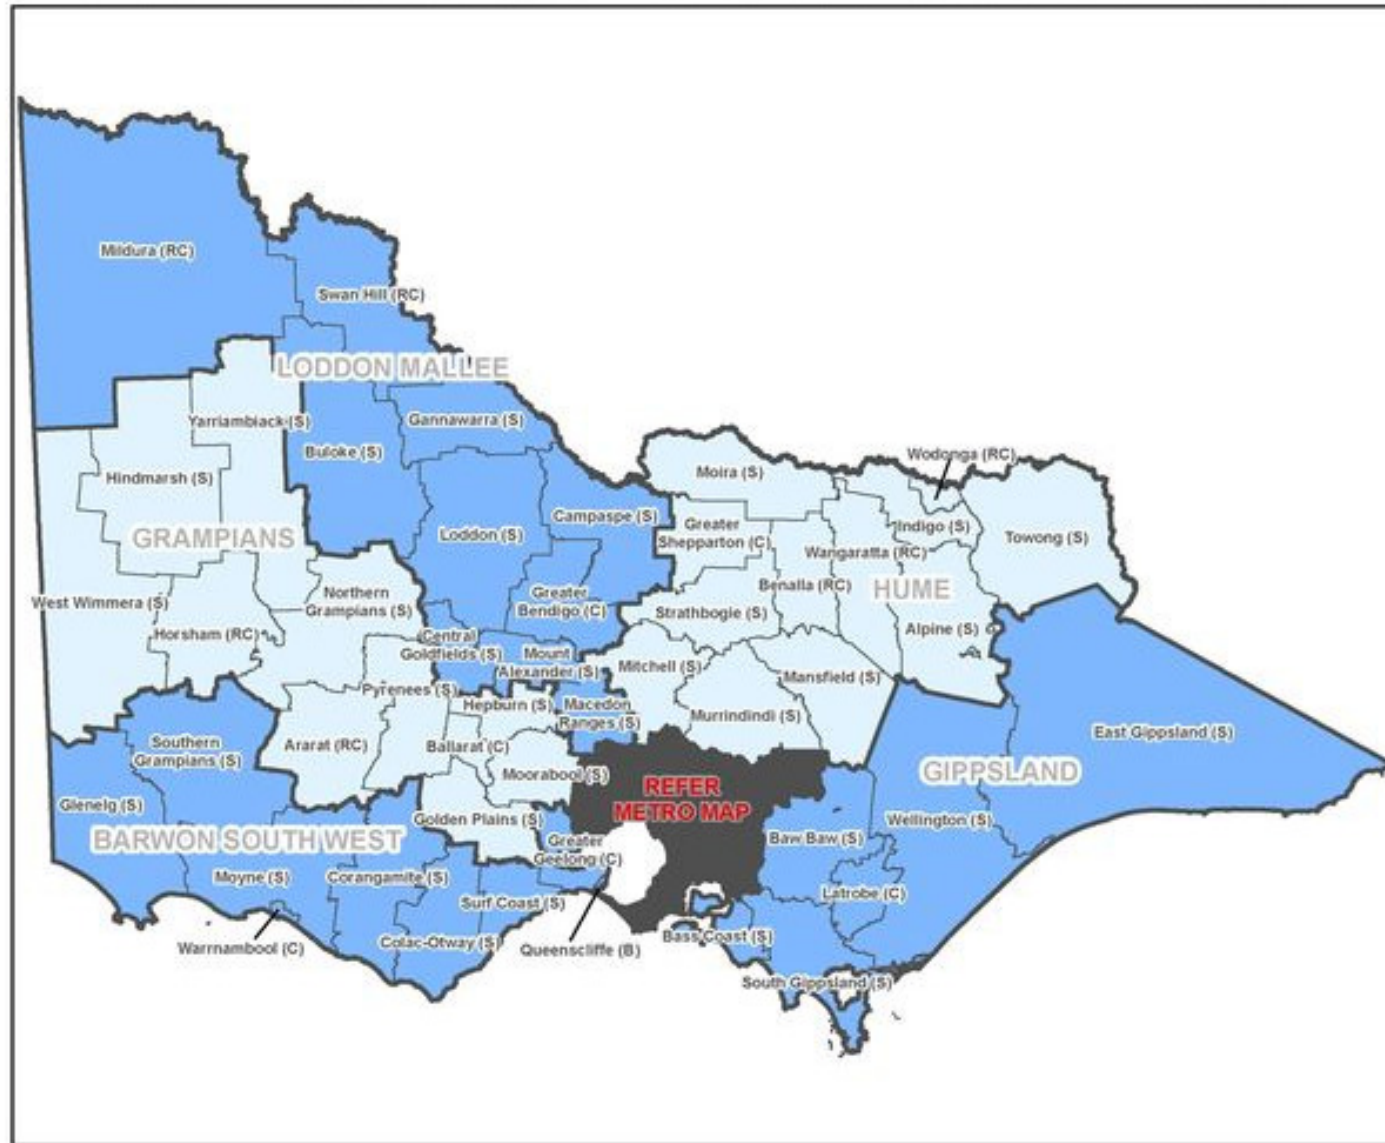 Mildura (RC)
Swan Hill (RC)
LODDON MALLEE
Yarriambiack (S)
Gannawarra (S)
Buloke (S)
Hindmarsh (S)
Wodonga (RC)
Moira (S)
Campaspe (S)
Loddon (S)
GRAMPIANS
Greater
Shepparton (C)
Indigo (S)
Towong (S)
Wangaratta (RC)
Benalla (RC)
HUME
West Wimmera (S)
Northern
Grampians (S)
Greater
Bendigo (C)
Strathbogie (S)
Horsham (RC)
Central
Goldfields (S)
Alpine (S)
Mount
Alexander (S)
Mitchell (S)
Mansfield (S)
Pyrenees (S)
Hepburn (S)
Macedon
Ranges (S)
Murrindindi (S)
Southern
Grampians (S)
Ararat (RC)
Ballarat (C)
East Gippsland (S)
Moorabool (S)
GIPPSLAND
REFER
METRO MAP
Glenelg (S)
Golden Plains (S)
Wellington (S)
BARWON SOUTH WEST
Greater
Geelong (C)
Baw Baw (S)
Moyne (S)
Corangamite (S)
Latrobe (C)
Surf Coast (S)
Warrnambool (C)
Colac-Otway (S)
Queenscliffe (B)
Bass Coast (S)
South Gippsland (S)